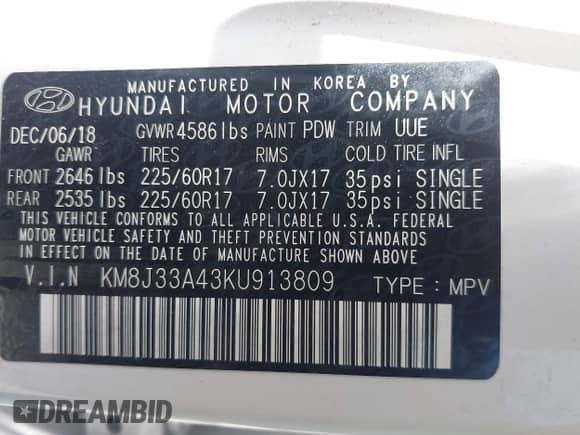 MANUFACTURED IN KOREA BY
HYUNDAI MOTOR COMPANY
DEC/06/18 GVWR 4586 lbs PAINT PDW TRIM UUE
GAWR TIRES RIMS COLD TIRE INFL
FRONT 2646 lbs 225/60R17 7.0JX17 35psi SINGLE
REAR 2535 lbs 225/60R17 7.0JX17 35psi SINGLE
THIS VEHICLE CONFORMS TO ALL APPLICABLE U.S.A. FEDERAL
MOTOR VEHICLE SAFETY AND THEFT PREVENTION STANDARDS
IN EFFECT ON THE DATE OF MANUFACTURE SHOWN ABOVE
V.I.N KM8J33A43KU913809 TYPE : MPV
DREAMBID